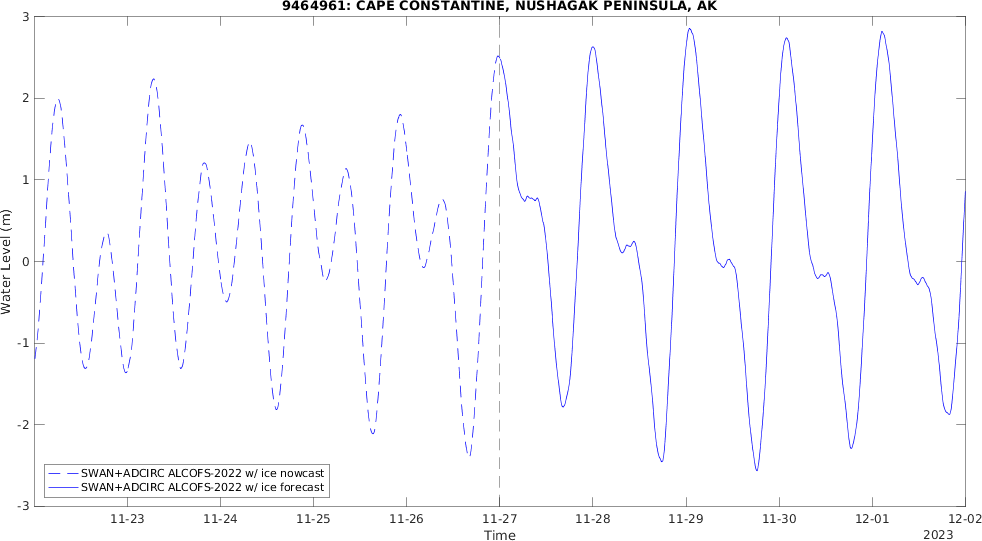 9464961: CAPE CONSTANTINE, NUSHAGAK PENINSULA, AK
3
2
1
0
-1
-2
-3
Water Level (m)
SWAN+ADCIRC ALCOFS-2022 w/ ice nowcast
SWAN+ADCIRC ALCOFS-2022 w/ ice forecast
11-23 11-24 11-25 11-26 11-27 11-28 11-29 11-30 12-01 12-02
Time
2023